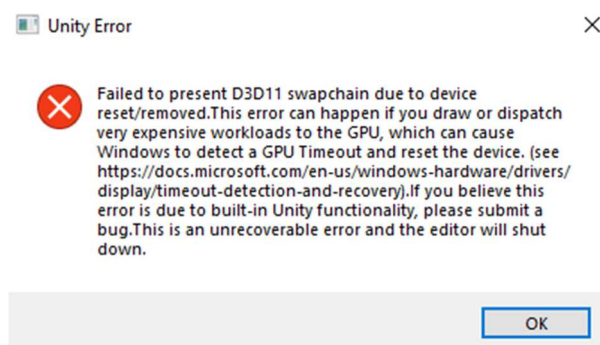 Unity Error
Failed to present D3D11 swapchain due to device
reset/removed.This error can happen if you draw or dispatch
very expensive workloads to the GPU, which can cause
Windows to detect a GPU Timeout and reset the device. (see
https://docs.microsoft.com/en-us/windows-hardware/drivers/
display/timeout-detection-and-recovery).If you believe this
error is due to built-in Unity functionality, please submit a
bug.This is an unrecoverable error and the editor will shut
down.
OK